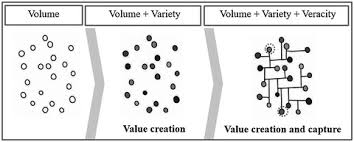 Volume
Volume + Variety
Volume + Variety + Veracity
Value creation
Value creation and capture